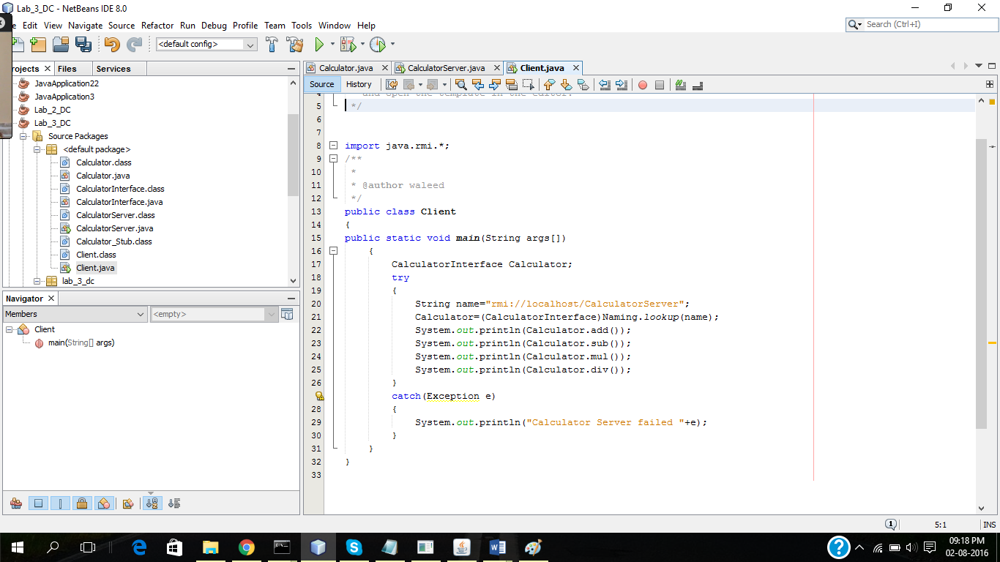 Lab_3_DC - NetBeans IDE 8.0
Edit View Navigate Source Refactor Run Debug Profile Team Tools Window Help
Search (Ctrl+I)
<default config>
rojects Files Services
JavaApplication22
JavaApplication3
Lab_2_DC
Lab_3_DC
Source Packages
<default package>
Calculator.class
Calculator.java
CalculatorInterface.class
CalculatorInterface.java
CalculatorServer.class
CalculatorServer.java
Calculator_Stub.class
Client.class
Client.java
lab_3_dc
Navigator
Members
<empty>
Client
main(String[] args)
Calculator.java CalculatorServer.java Client.java
Source History
4 and open the template in the editor.
5 */
6
7
8 import java.rmi.*;
9 /**
10 *
11 * @author waleed
12 */
13 public class Client
14 {
15 public static void main(String args[])
16 {
17 CalculatorInterface Calculator;
18 try
19 {
20 String name="rmi://localhost/CalculatorServer";
21 Calculator=(CalculatorInterface)Naming.lookup(name);
22 System.out.println(Calculator.add());
23 System.out.println(Calculator.sub());
24 System.out.println(Calculator.mul());
25 System.out.println(Calculator.div());
26 }
catch(Exception e)
28 {
29 System.out.println("Calculator Server failed "+e);
30 }
31 }
32 }
33
1 5:1 INS
09:18 PM
02-08-2016